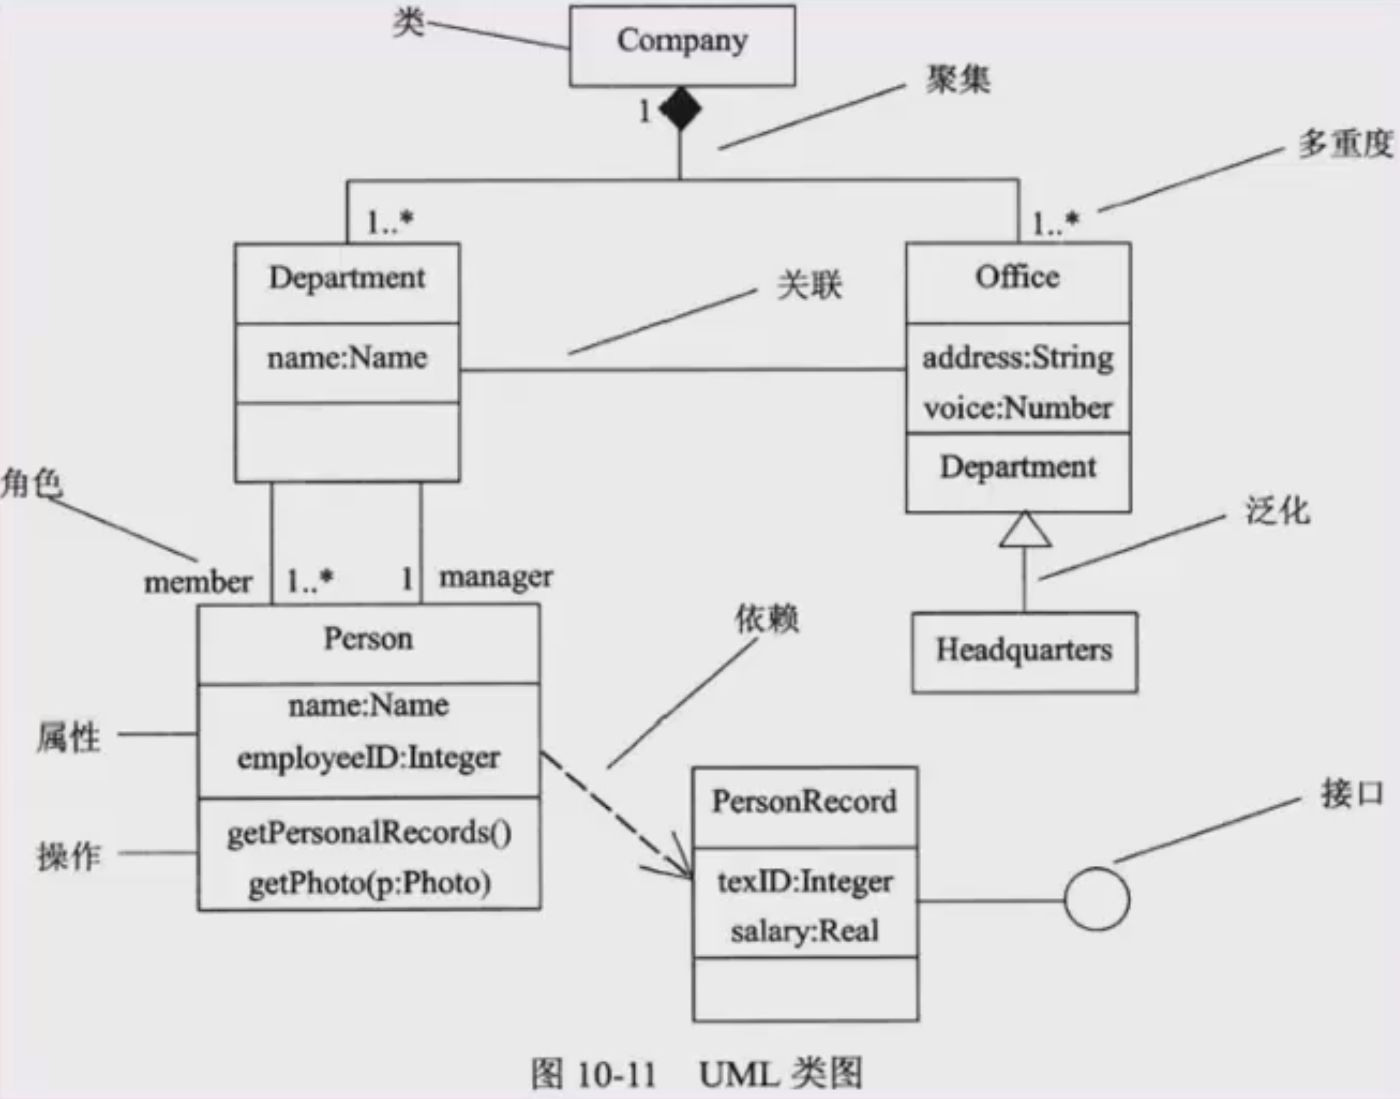 类
Company
聚集
1
多重度
1..*
1..*
Department
Office
关联
name:Name
address:String
voice:Number
Department
角色
泛化
member
1..*
1
manager
依赖
Person
Headquarters
name:Name
属性
employeeID:Integer
PersonRecord
接口
操作
getPersonalRecords()
getPhoto(p:Photo)
texID:Integer
salary:Real
图 10-11 UML 类图